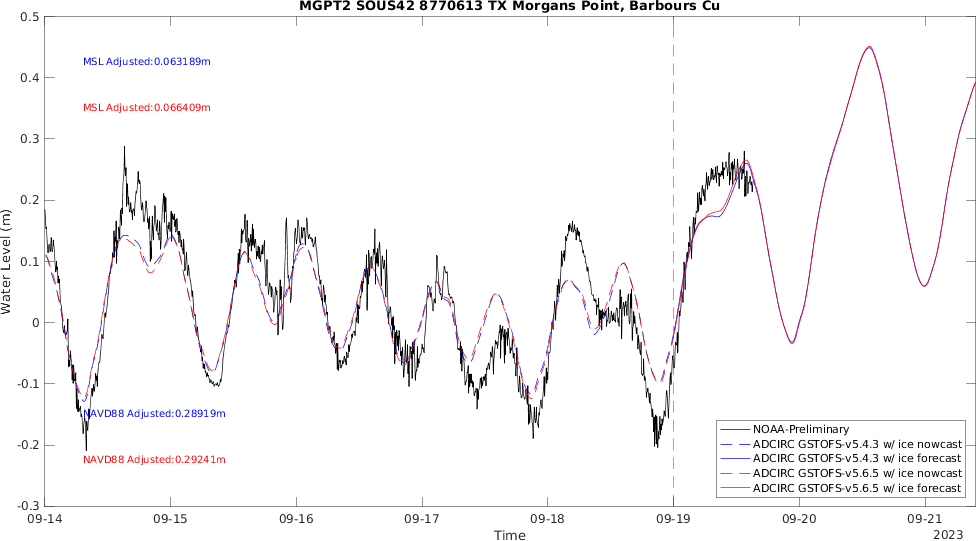 MGPT2 SOUS42 8770613 TX Morgans Point, Barbours Cu
0.5
0.4
0.3
0.2
0.1
0
-0.1
-0.2
-0.3
Water Level (m)
MSL Adjusted:0.063189m
MSL Adjusted:0.066409m
NAVD88 Adjusted:0.28919m
NAVD88 Adjusted:0.29241m
NOAA-Preliminary
ADCIRC GSTOFS-v5.4.3 w/ ice nowcast
ADCIRC GSTOFS-v5.4.3 w/ ice forecast
ADCIRC GSTOFS-v5.6.5 w/ ice nowcast
ADCIRC GSTOFS-v5.6.5 w/ ice forecast
09-14 09-15 09-16 09-17 09-18 09-19 09-20 09-21
Time
2023